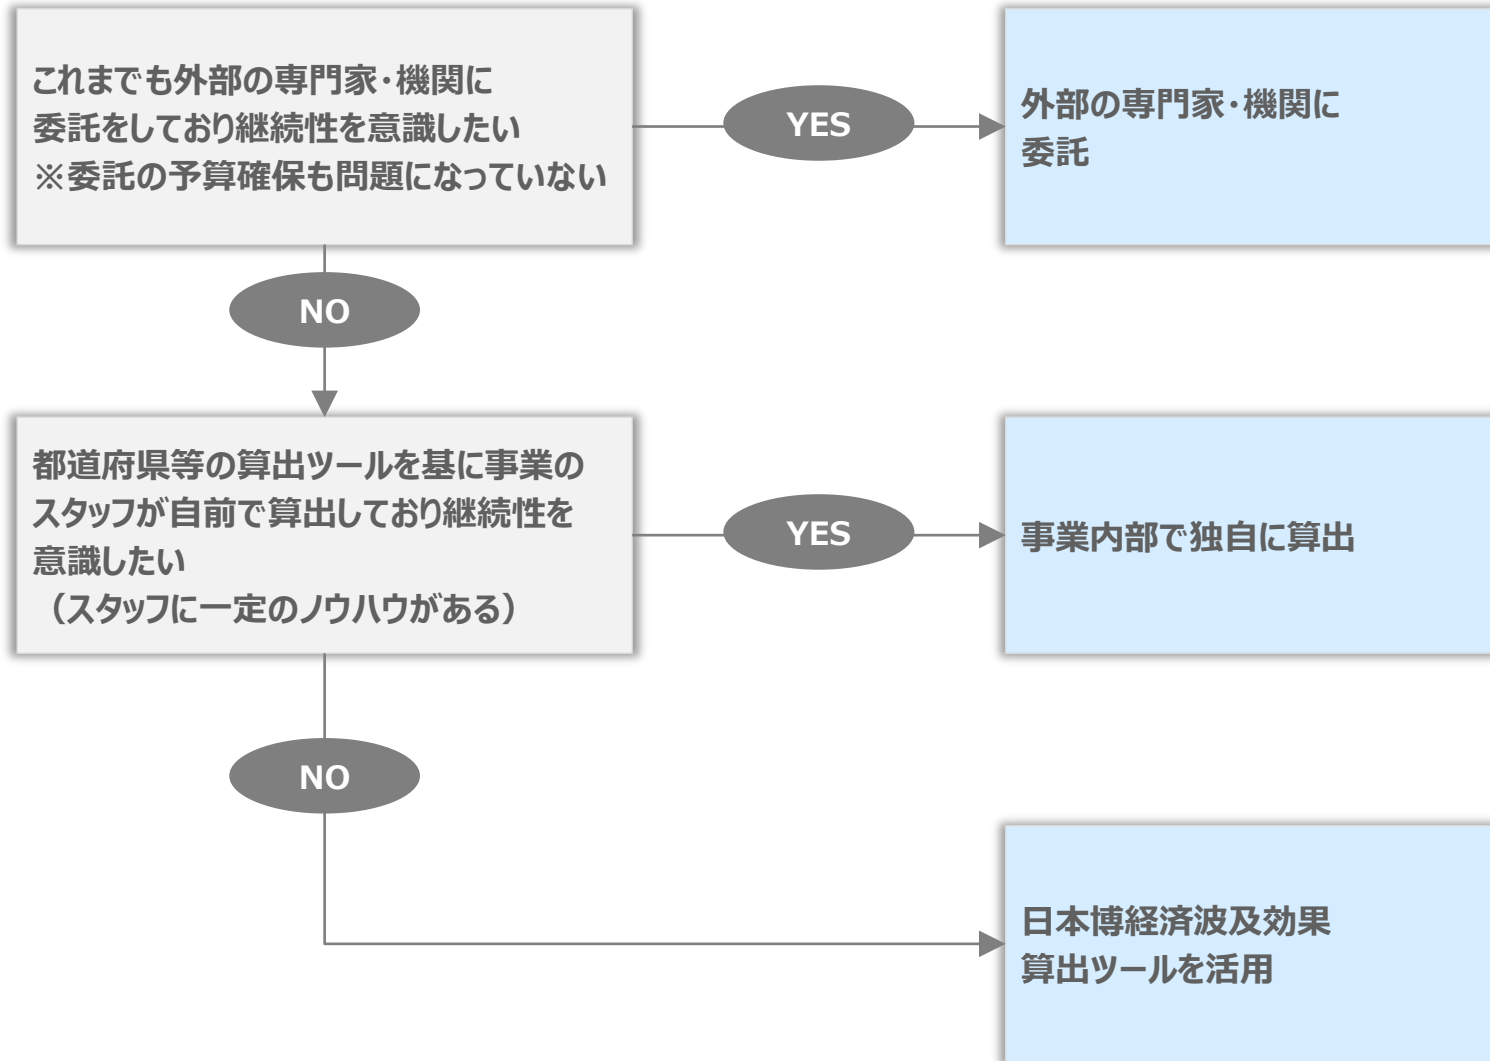 これまでも外部の専門家・機関に
委託をしており継続性を意識したい
※委託の予算確保も問題になっていない
YES
外部の専門家・機関に
委託
NO
都道府県等の算出ツールを基に事業の
スタッフが自前で算出しており継続性を
意識したい
（スタッフに一定のノウハウがある）
YES
事業内部で独自に算出
NO
日本博経済波及効果
算出ツールを活用